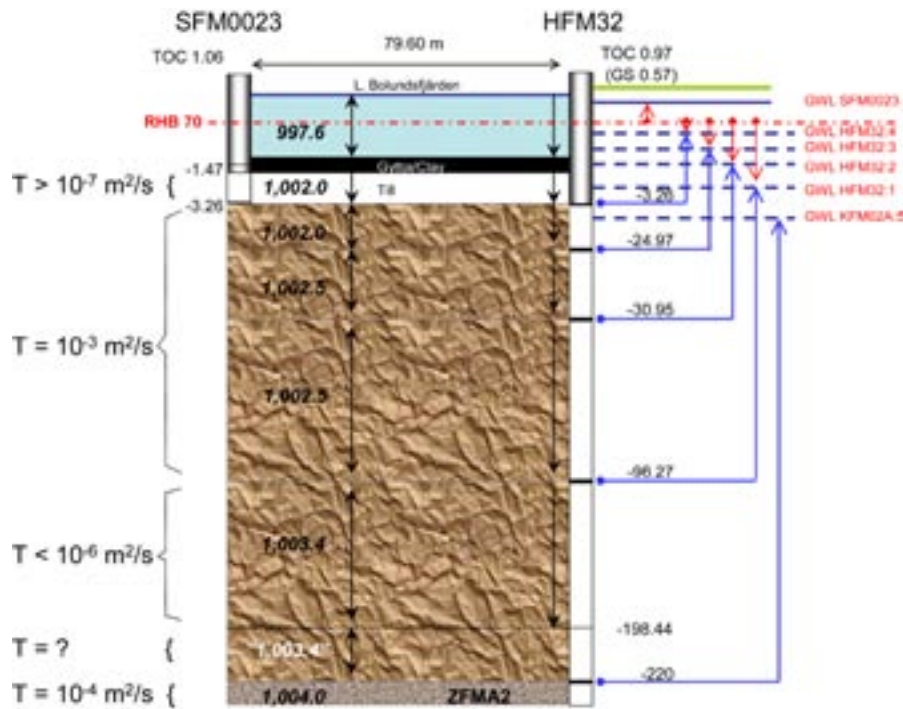 SFM0023
HFM32
TOC 1.06
79.60 m
TOC 0.97
(GS 0.57)
L. Bolundsfjärden
GWL SFM0023
RHB 70
997.6
GWL HFM32:4
GWL HFM32:3
Gyttja/Clay
-1.47
GWL HFM32:2
T > 10⁻⁷ m²/s {
1,002.0
Till
GWL HFM32:1
-3.26
-3.26
GWL KFM02A:5
1,002.0
-24.97
1,002.5
-30.95
T = 10⁻³ m²/s
1,002.5
-96.27
T < 10⁻⁶ m²/s
1,003.4
-198.44
T = ? {
"1,003.4"
-220
T = 10⁻⁴ m²/s {
1,004.0
ZFMA2